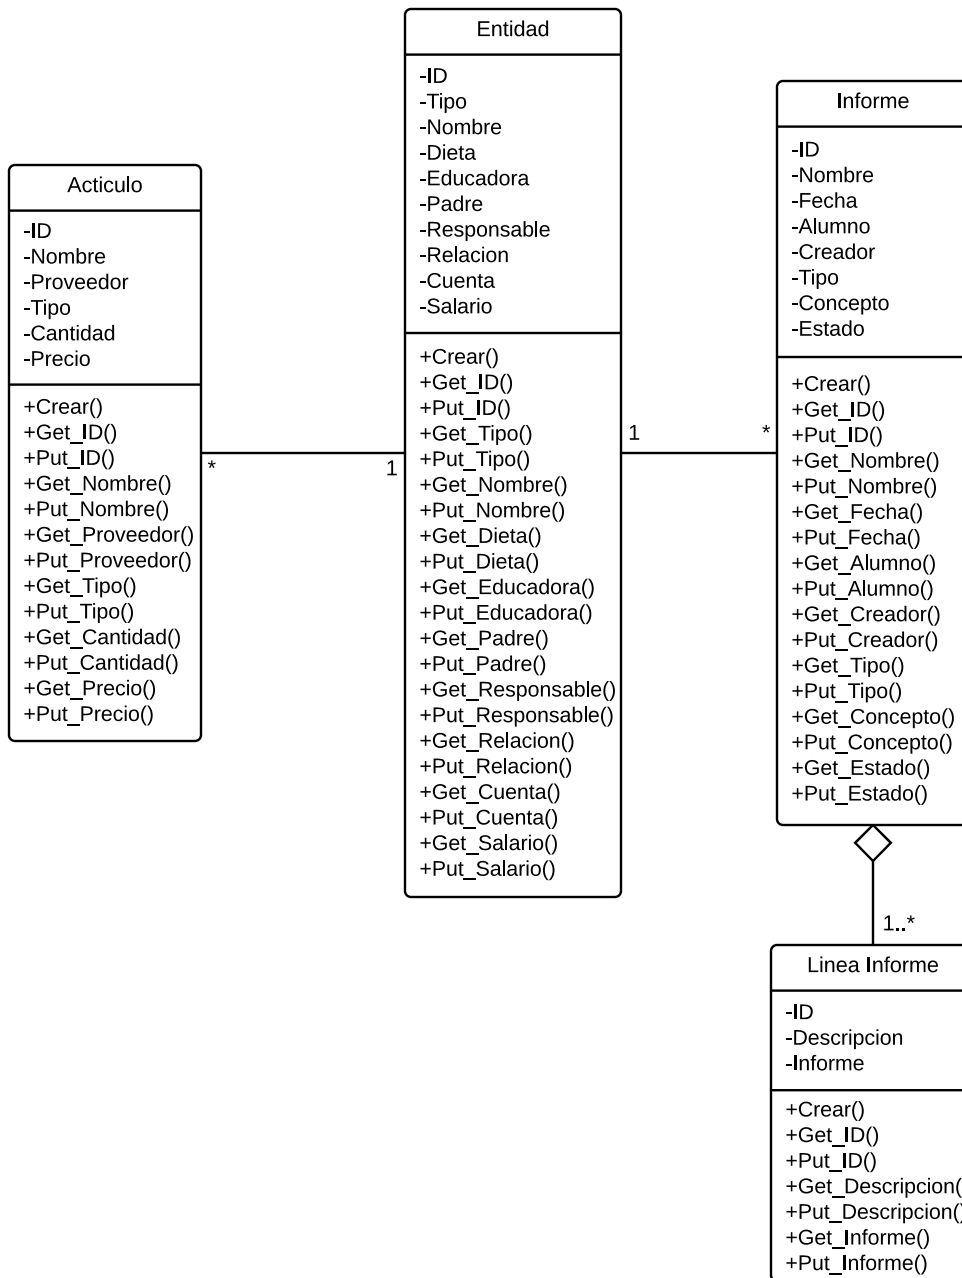 Entidad
-ID
-Tipo
-Nombre
-Dieta
-Educadora
-Padre
-Responsable
-Relacion
-Cuenta
-Salario
+Crear()
+Get_ID()
+Put_ID()
+Get_Tipo()
+Put_Tipo()
+Get_Nombre()
+Put_Nombre()
+Get_Dieta()
+Put_Dieta()
+Get_Educadora()
+Put_Educadora()
+Get_Padre()
+Put_Padre()
+Get_Responsable()
+Put_Responsable()
+Get_Relacion()
+Put_Relacion()
+Get_Cuenta()
+Put_Cuenta()
+Get_Salario()
+Put_Salario()
Informe
-ID
-Nombre
-Fecha
-Alumno
-Creador
-Tipo
-Concepto
-Estado
+Crear()
+Get_ID()
+Put_ID()
+Get_Nombre()
+Put_Nombre()
+Get_Fecha()
+Put_Fecha()
+Get_Alumno()
+Put_Alumno()
+Get_Creador()
+Put_Creador()
+Get_Tipo()
+Put_Tipo()
+Get_Concepto()
+Put_Concepto()
+Get_Estado()
+Put_Estado()
Acticulo
-ID
-Nombre
-Proveedor
-Tipo
-Cantidad
-Precio
+Crear()
+Get_ID()
+Put_ID()
+Get_Nombre()
+Put_Nombre()
+Get_Proveedor()
+Put_Proveedor()
+Get_Tipo()
+Put_Tipo()
+Get_Cantidad()
+Put_Cantidad()
+Get_Precio()
+Put_Precio()
*
1
1
*
1..*
Linea Informe
-ID
-Descripcion
-Informe
+Crear()
+Get_ID()
+Put_ID()
+Get_Descripcion(
+Put_Descripcion()
+Get_Informe()
+Put_Informe()